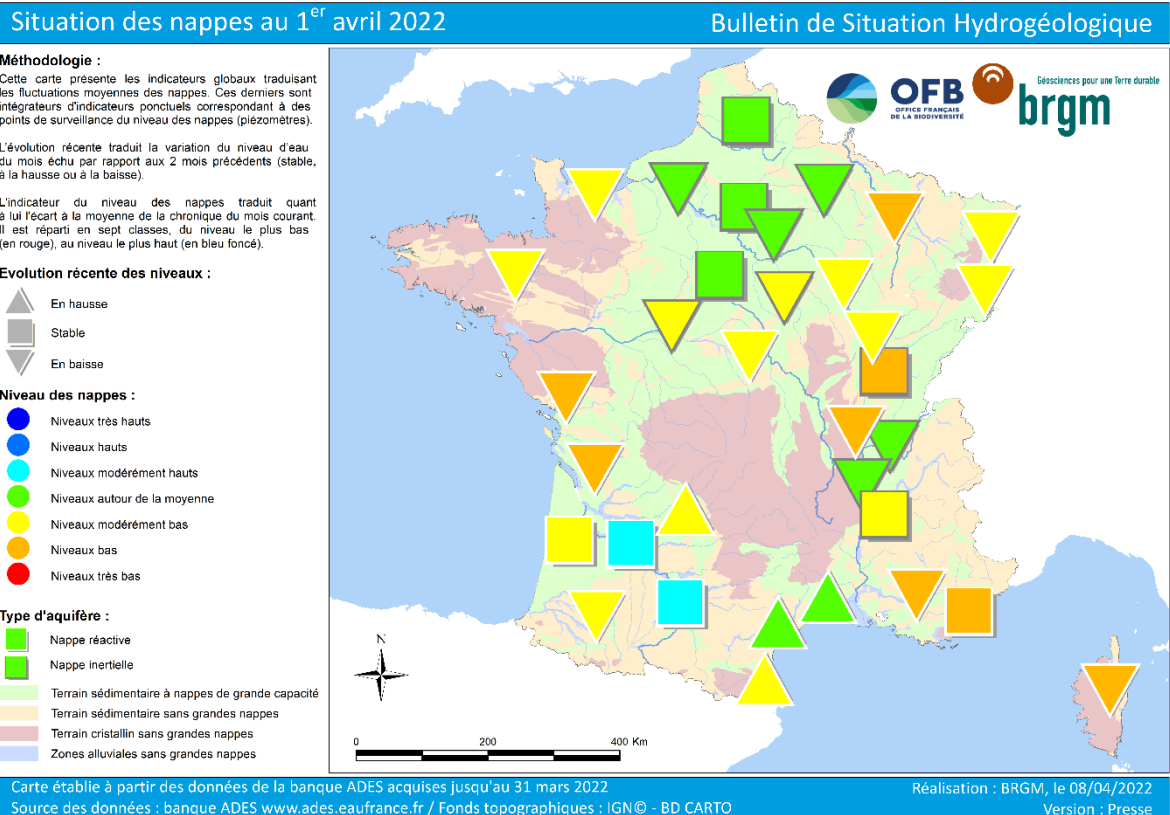 Situation des nappes au 1er avril 2022
Bulletin de Situation Hydrogéologique
Méthodologie :
Cette carte présente les indicateurs globaux traduisant
les fluctuations moyennes des nappes. Ces derniers sont
intégrateurs d'indicateurs ponctuels correspondant à des
points de surveillance du niveau des nappes (piézomètres).
L'évolution récente traduit la variation du niveau d'eau
du mois échu par rapport aux 2 mois précédents (stable,
à la hausse ou à la baisse).
L'indicateur du niveau des nappes traduit quant
à lui l'écart à la moyenne de la chronique du mois courant.
Il est réparti en sept classes, du niveau le plus bas
(en rouge), au niveau le plus haut (en bleu foncé).
Evolution récente des niveaux :
En hausse
Stable
En baisse
Niveau des nappes :
Niveaux très hauts
Niveaux hauts
Niveaux modérément hauts
Niveaux autour de la moyenne
Niveaux modérément bas
Niveaux bas
Niveaux très bas
Type d'aquifère :
Nappe réactive
Nappe inertielle
Terrain sédimentaire à nappes de grande capacité
Terrain sédimentaire sans grandes nappes
Terrain cristallin sans grandes nappes
Zones alluviales sans grandes nappes
OFB
OFFICE FRANÇAIS
DE LA BIODIVERSITÉ
Géosciences pour une Terre durable
brgm
N
0 200 400 Km
Carte établie à partir des données de la banque ADES acquises jusqu'au 31 mars 2022
Source des données : banque ADES www.ades.eaufrance.fr / Fonds topographiques : IGN© - BD CARTO
Réalisation : BRGM, le 08/04/2022
Version : Presse